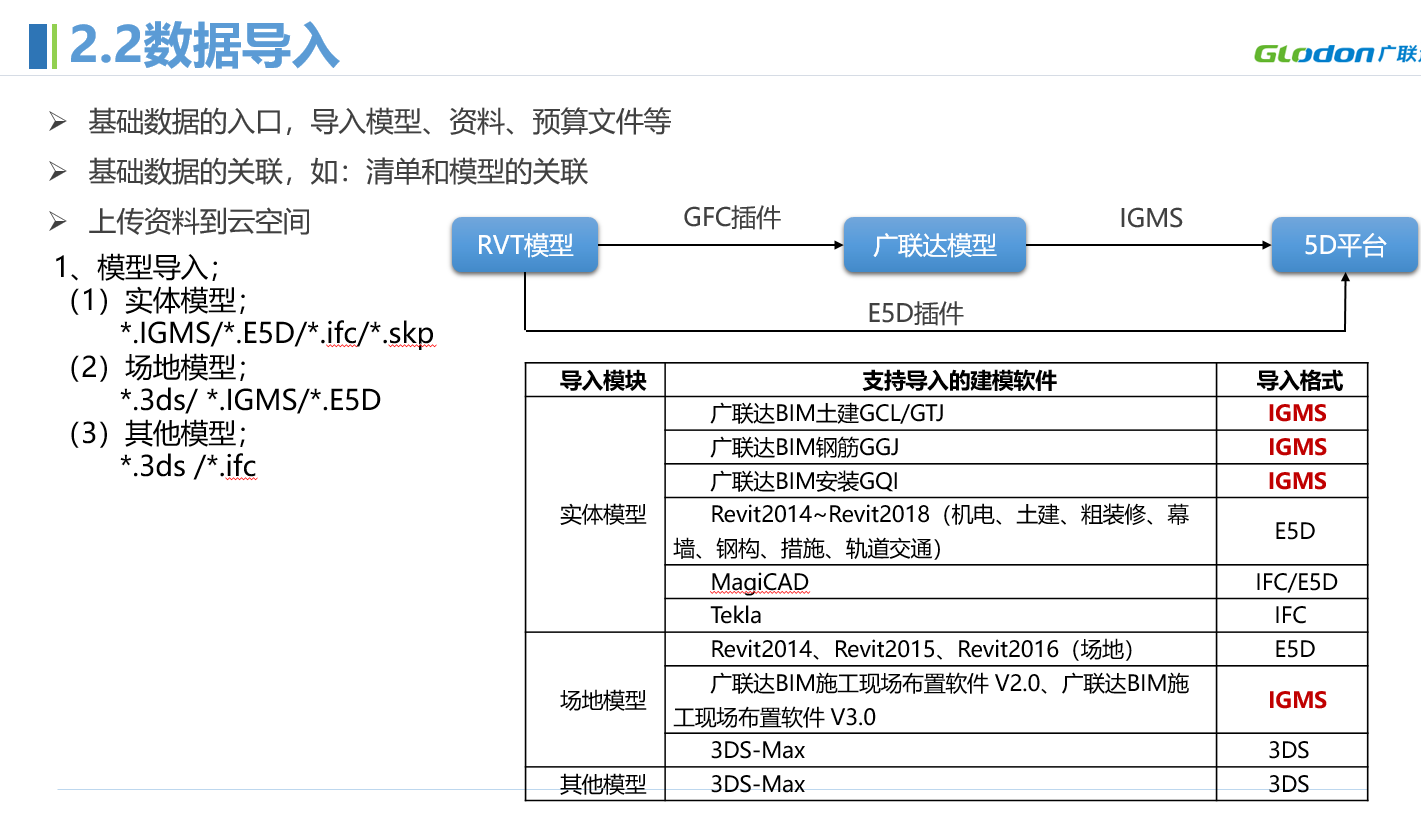 2.2数据导入
GLodon广联
基础数据的入口，导入模型、资料、预算文件等
基础数据的关联，如：清单和模型的关联
上传资料到云空间
1、模型导入；
（1）实体模型；
*.IGMS/*.E5D/*.ifc/*.skp
（2）场地模型；
*.3ds/ *.IGMS/*.E5D
（3）其他模型；
*.3ds /*.ifc
RVT模型
GFC插件
广联达模型
IGMS
5D平台
E5D插件
导入模块 支持导入的建模软件 导入格式
实体模型
广联达BIM土建GCL/GTJ IGMS
广联达BIM钢筋GGJ IGMS
广联达BIM安装GQI IGMS
Revit2014~Revit2018（机电、土建、粗装修、幕
墙、钢构、措施、轨道交通） E5D
MagiCAD IFC/E5D
Tekla IFC
场地模型
Revit2014、Revit2015、Revit2016（场地） E5D
广联达BIM施工现场布置软件 V2.0、广联达BIM施
工现场布置软件 V3.0 IGMS
3DS-Max 3DS
其他模型 3DS-Max 3DS